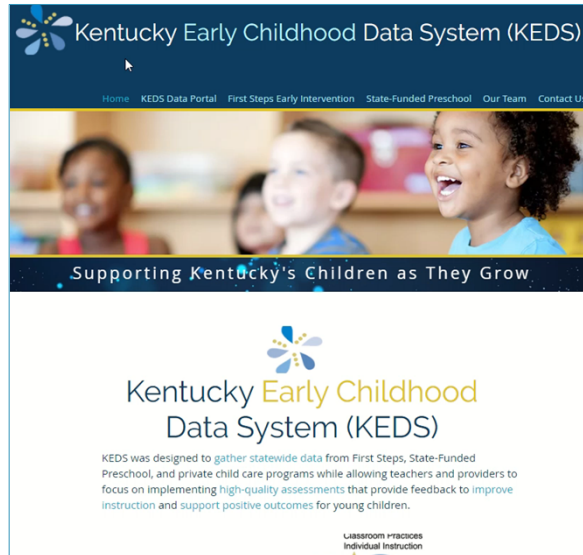 Kentucky Early Childhood Data System (KEDS)
Home KEDS Data Portal First Steps Early Intervention State-Funded Preschool Our Team Contact Us
Supporting Kentucky's Children as They Grow
Kentucky Early Childhood
Data System (KEDS)
KEDS was designed to gather statewide data from First Steps, State-Funded
Preschool, and private child care programs while allowing teachers and providers to
focus on implementing high-quality assessments that provide feedback to improve
instruction and support positive outcomes for young children.
Classroom Practices
Individual Instruction